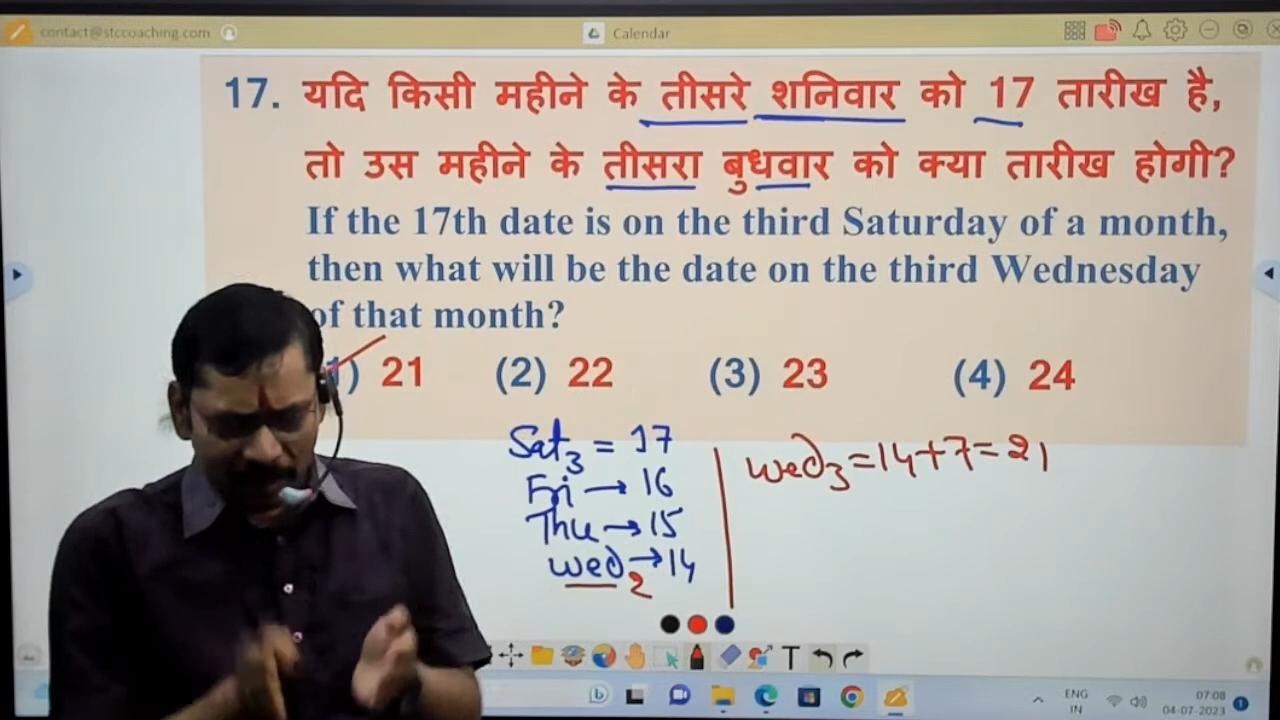 contact@stccoaching.com
Calendar
17. यदि किसी महीने के तीसरे शनिवार को 17 तारीख है,
तो उस महीने के तीसरा बुधवार को क्या तारीख होगी?
If the 17th date is on the third Saturday of a month,
then what will be the date on the third Wednesday
of that month?
1) 21 (2) 22 (3) 23 (4) 24
Sat3 = 17
Fri → 16
Thu → 15
Wed2 → 14
Wed3 = 14+7 = 21
T
ENG
IN
07:08
04-07-2023